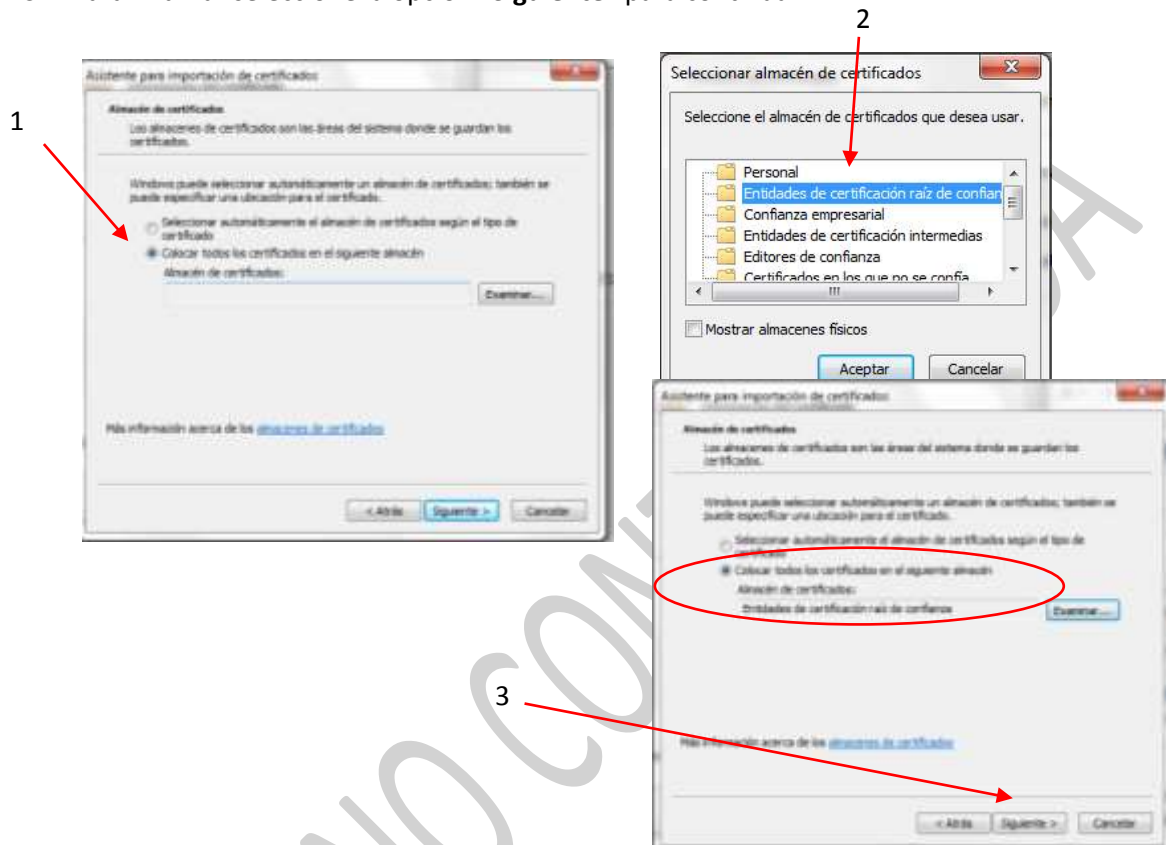 2
Asistente para importación de certificados
Almacén de certificados
Los almacenes de certificados son las áreas del sistema donde se guardan los
certificados.
1
Windows puede seleccionar automáticamente un almacén de certificados; también se
puede especificar una ubicación para el certificado.
Seleccionar automáticamente el almacén de certificados según el tipo de
certificado
Colocar todos los certificados en el siguiente almacén
Almacén de certificados:
Examinar...
Más información acerca de los almacenes de certificados
< Atrás Siguiente > Cancelar
Seleccionar almacén de certificados
Seleccione el almacén de certificados que desea usar.
Personal
Entidades de certificación raíz de confian
Confianza empresarial
Entidades de certificación intermedias
Editores de confianza
Certificados en los que no se confía
Mostrar almacenes físicos
Aceptar Cancelar
Asistente para importación de certificados
Almacén de certificados
Los almacenes de certificados son las áreas del sistema donde se guardan los
certificados.
Windows puede seleccionar automáticamente un almacén de certificados; también se
puede especificar una ubicación para el certificado.
Seleccionar automáticamente el almacén de certificados según el tipo de
certificado
Colocar todos los certificados en el siguiente almacén
Almacén de certificados:
Entidades de certificación raíz de confianza
Examinar...
3
Más información acerca de los almacenes de certificados
< Atrás Siguiente > Cancelar
NO CON